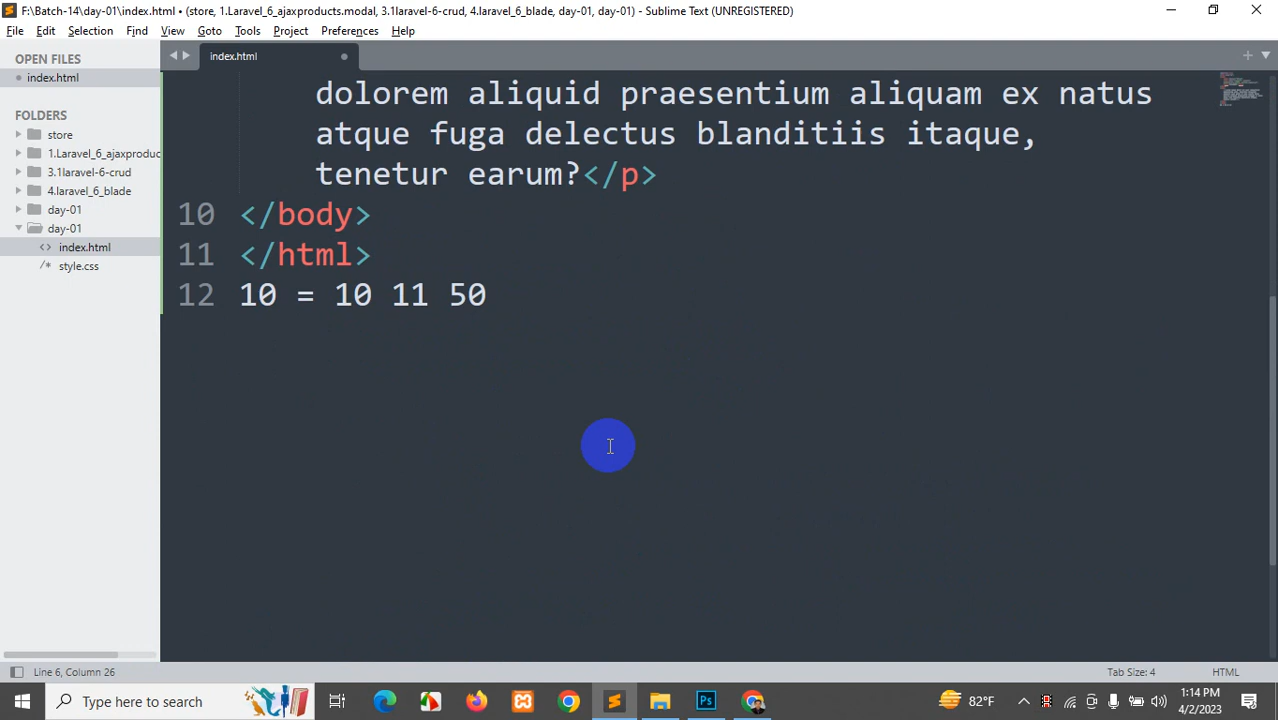 F:\Batch-14\day-01\index.html • (store, 1.Laravel_6_ajaxproducts.modal, 3.1laravel-6-crud, 4.laravel_6_blade, day-01, day-01) - Sublime Text (UNREGISTERED)
File Edit Selection Find View Goto Tools Project Preferences Help
OPEN FILES
index.html
FOLDERS
store
1.Laravel_6_ajaxproduc
3.1laravel-6-crud
4.laravel_6_blade
day-01
day-01
<> index.html
/* style.css
index.html
dolorem aliquid praesentium aliquam ex natus
atque fuga delectus blanditiis itaque,
tenetur earum?</p>
10 </body>
11 </html>
12 10 = 10 11 50
Line 6, Column 26
Tab Size: 4
HTML
Type here to search
82°F
1:14 PM
4/2/2023